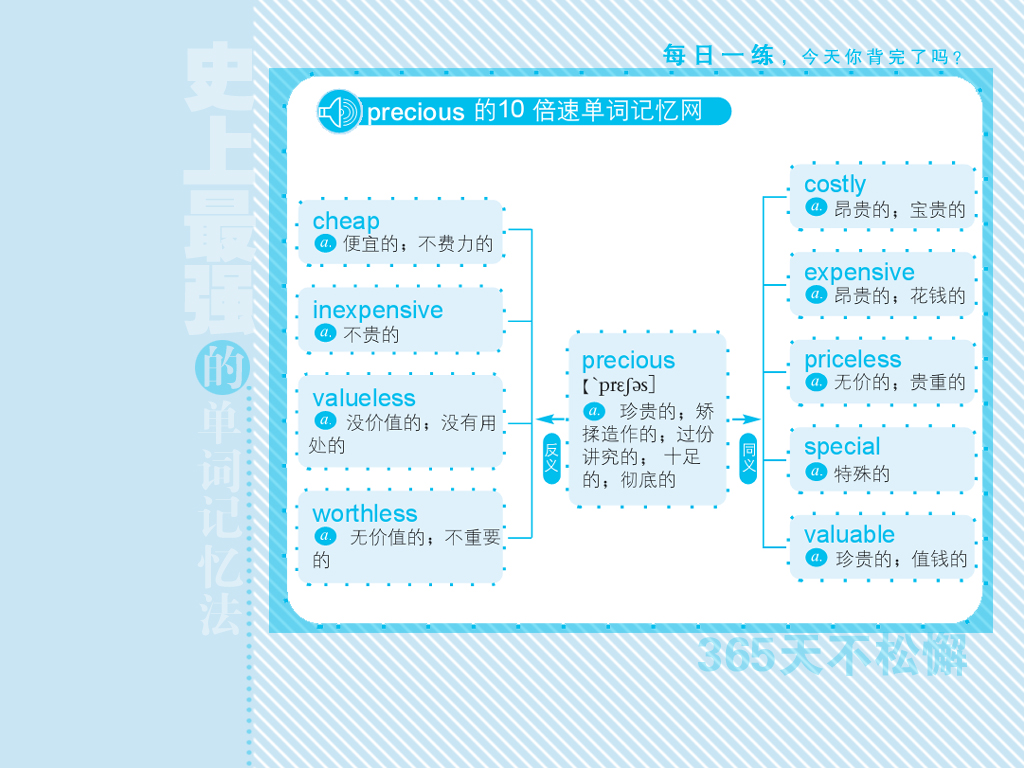 每日一练，今天你背完了吗？
史上最强的单词记忆法
precious 的10 倍速单词记忆网
cheap
a. 便宜的；不费力的
inexpensive
a. 不贵的
valueless
a. 没价值的；没有用
处的
worthless
a. 无价值的；不重要
的
反义
precious
【ˋprɛʃəs]
a. 珍贵的；矫
揉造作的；过份
讲究的； 十足
的；彻底的
同义
costly
a. 昂贵的；宝贵的
expensive
a. 昂贵的；花钱的
priceless
a. 无价的；贵重的
special
a. 特殊的
valuable
a. 珍贵的；值钱的
365天不松懈